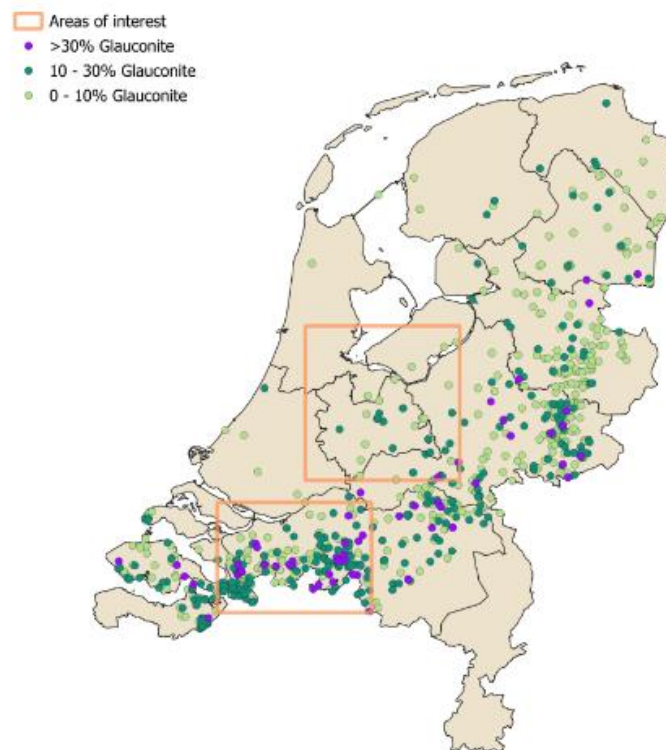 Areas of interest
>30% Glauconite
10 - 30% Glauconite
0 - 10% Glauconite